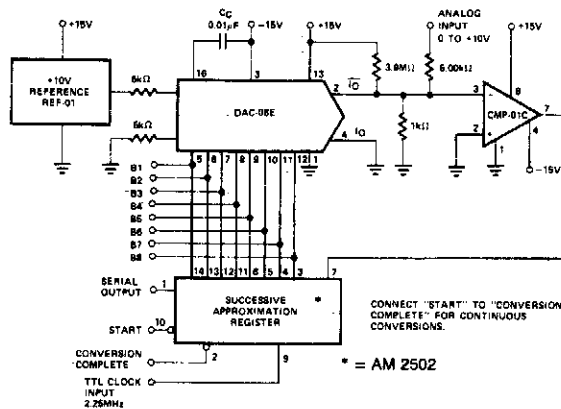 +15V
+10V
REFERENCE
REF-01
5kΩ
5kΩ
CC
0.01μF
-15V
+15V
16
3
13
DAC-08E
2
IO
4
IO
5 6 7 8 9 10 11 12 1
3.9MΩ
ANALOG
INPUT
0 TO +10V
5.00kΩ
1kΩ
+15V
3
-
8
CMP-01C
7
2
+
1
4
-15V
B1
B2
B3
B4
B5
B6
B7
B8
14 13 12 11 6 5 4 3
7
SERIAL
OUTPUT
1
SUCCESSIVE
APPROXIMATION
REGISTER
*
START
10
CONVERSION
COMPLETE
2
9
TTL CLOCK
INPUT
2.25MHz
CONNECT "START" TO "CONVERSION
COMPLETE" FOR CONTINUOUS
CONVERSIONS.
* = AM 2502